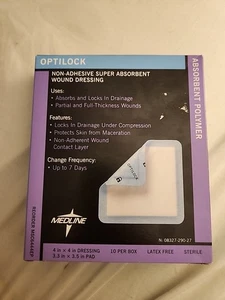 OPTILOCK
NON-ADHESIVE SUPER ABSORBENT
WOUND DRESSING
Uses:
• Absorbs and Locks In Drainage
• Partial and Full-Thickness Wounds
Features:
• Locks In Drainage Under Compression
• Protects Skin from Maceration
• Non-Adherent Wound
Contact Layer
Change Frequency:
• Up to 7 Days
MEDLINE
4 in x 4 in DRESSING
3.3 in x 3.5 in PAD
10 PER BOX
LATEX FREE
STERILE
ABSORBENT POLYMER
REORDER